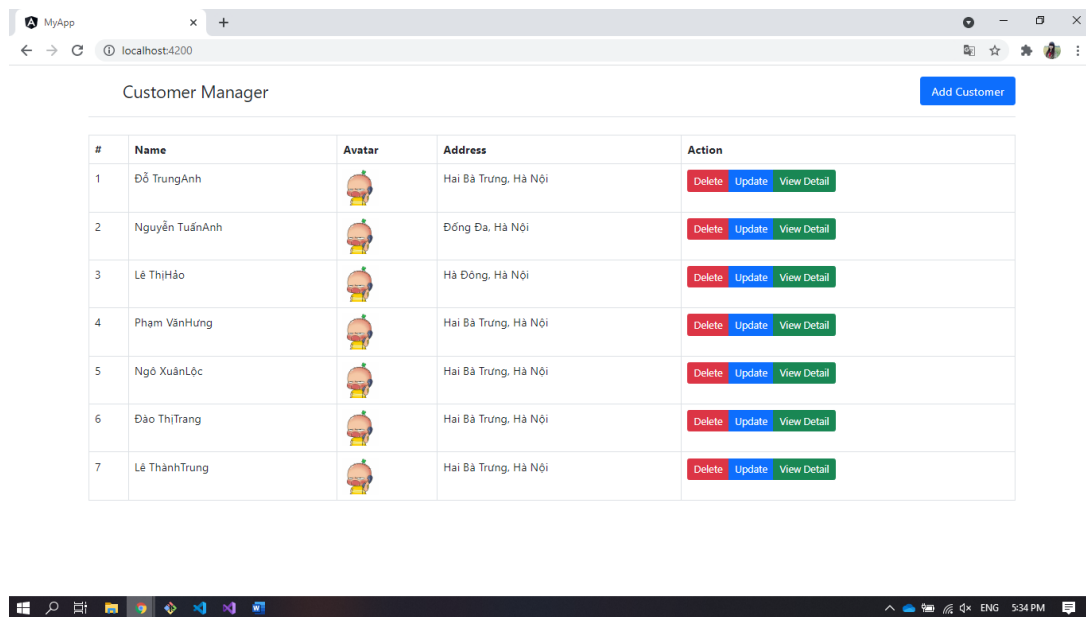 MyApp
localhost:4200
Customer Manager
Add Customer
# Name Avatar Address Action
1 Đỗ TrungAnh Hai Bà Trưng, Hà Nội Delete Update View Detail
2 Nguyễn TuấnAnh Đống Đa, Hà Nội Delete Update View Detail
3 Lê ThịHảo Hà Đông, Hà Nội Delete Update View Detail
4 Phạm VănHưng Hai Bà Trưng, Hà Nội Delete Update View Detail
5 Ngô XuânLộc Hai Bà Trưng, Hà Nội Delete Update View Detail
6 Đào ThịTrang Hai Bà Trưng, Hà Nội Delete Update View Detail
7 Lê ThànhTrung Hai Bà Trưng, Hà Nội Delete Update View Detail
ENG 5:34 PM